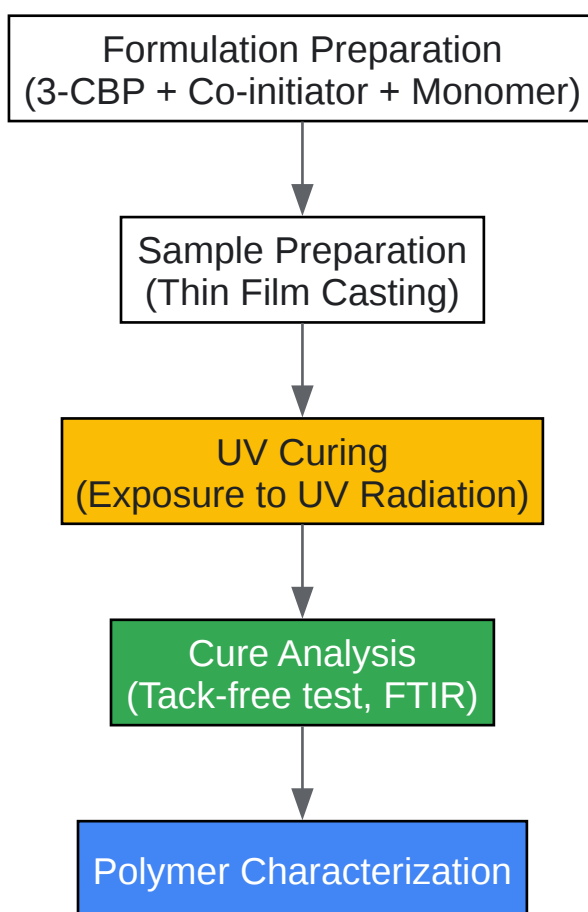 Formulation Preparation
(3-CBP + Co-initiator + Monomer)
Sample Preparation
(Thin Film Casting)
UV Curing
(Exposure to UV Radiation)
Cure Analysis
(Tack-free test, FTIR)
Polymer Characterization